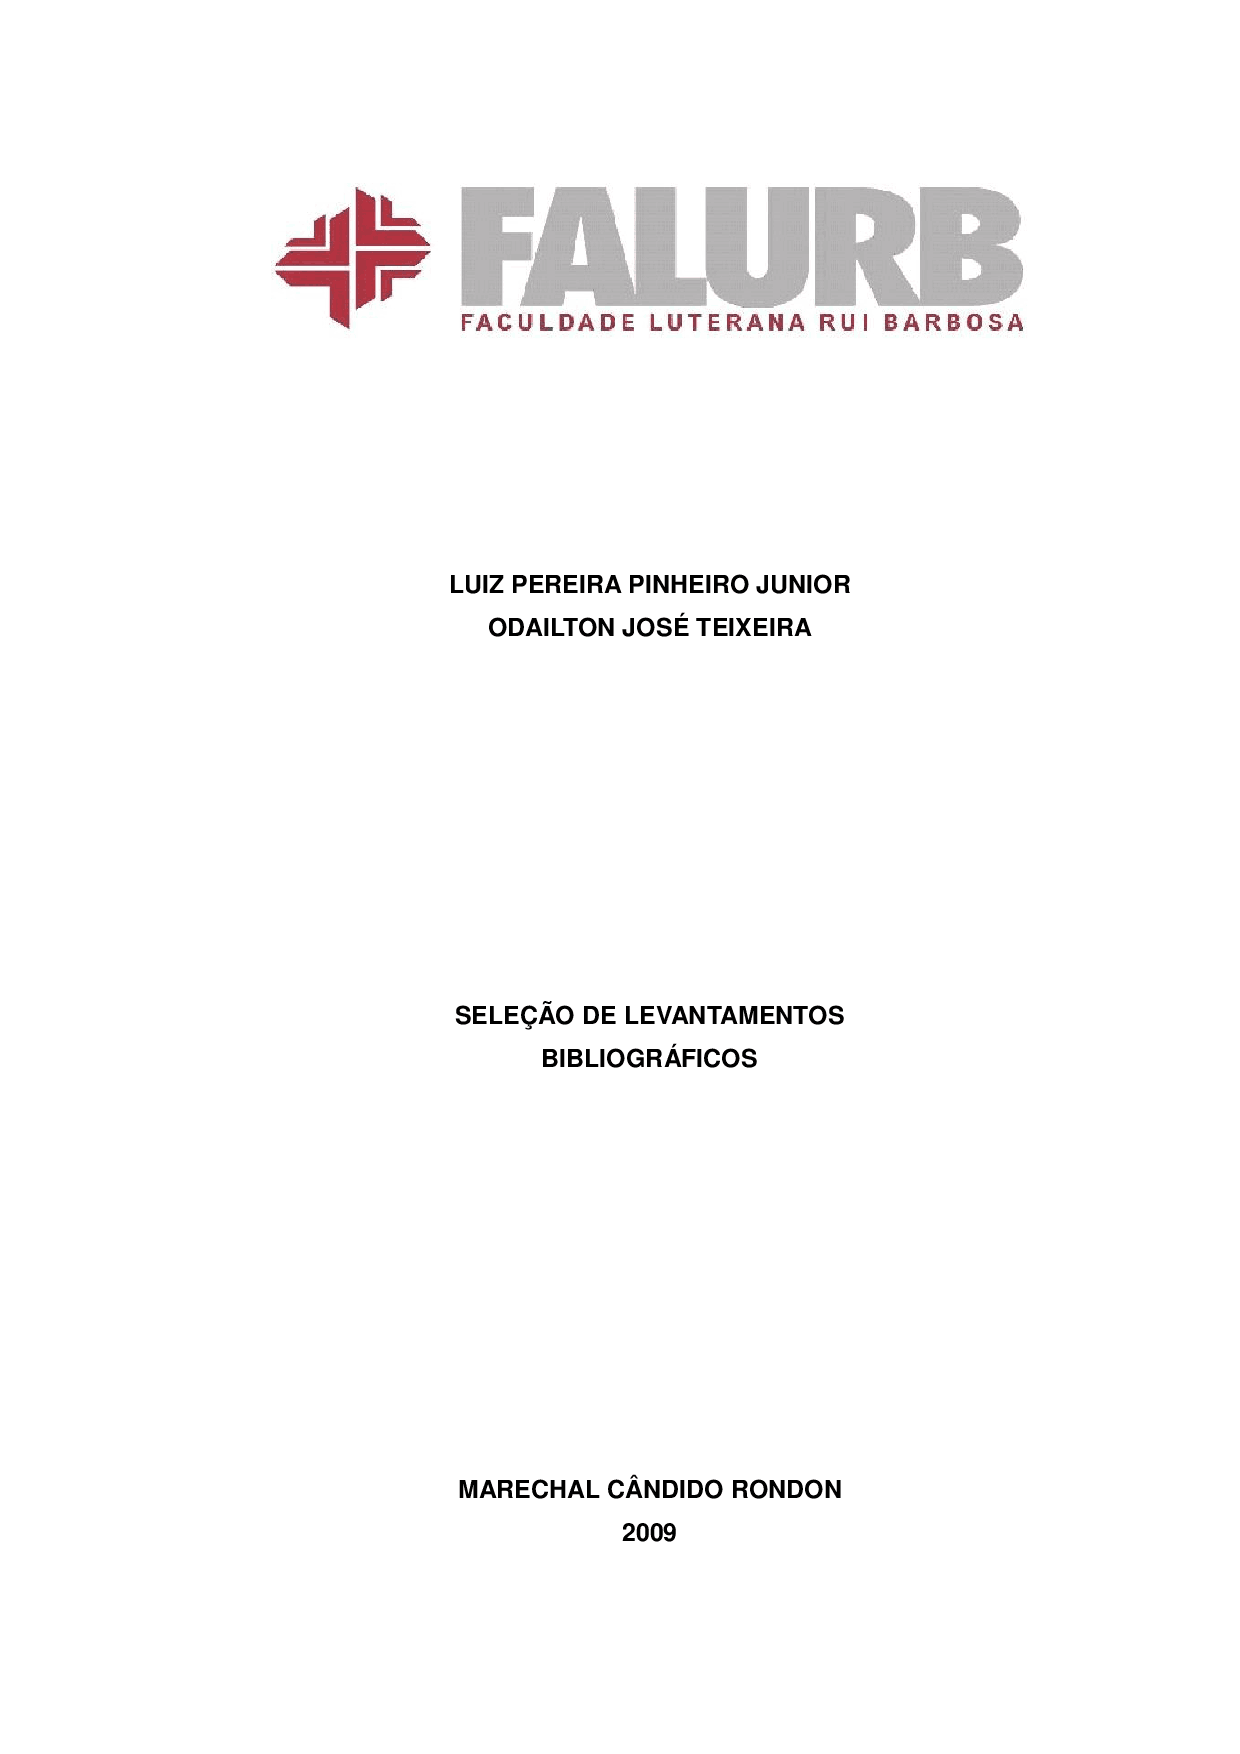 FALURB
FACULDADE LUTERANA RUI BARBOSA
LUIZ PEREIRA PINHEIRO JUNIOR
ODAILTON JOSÉ TEIXEIRA
SELEÇÃO DE LEVANTAMENTOS
BIBLIOGRÁFICOS
MARECHAL CÂNDIDO RONDON
2009